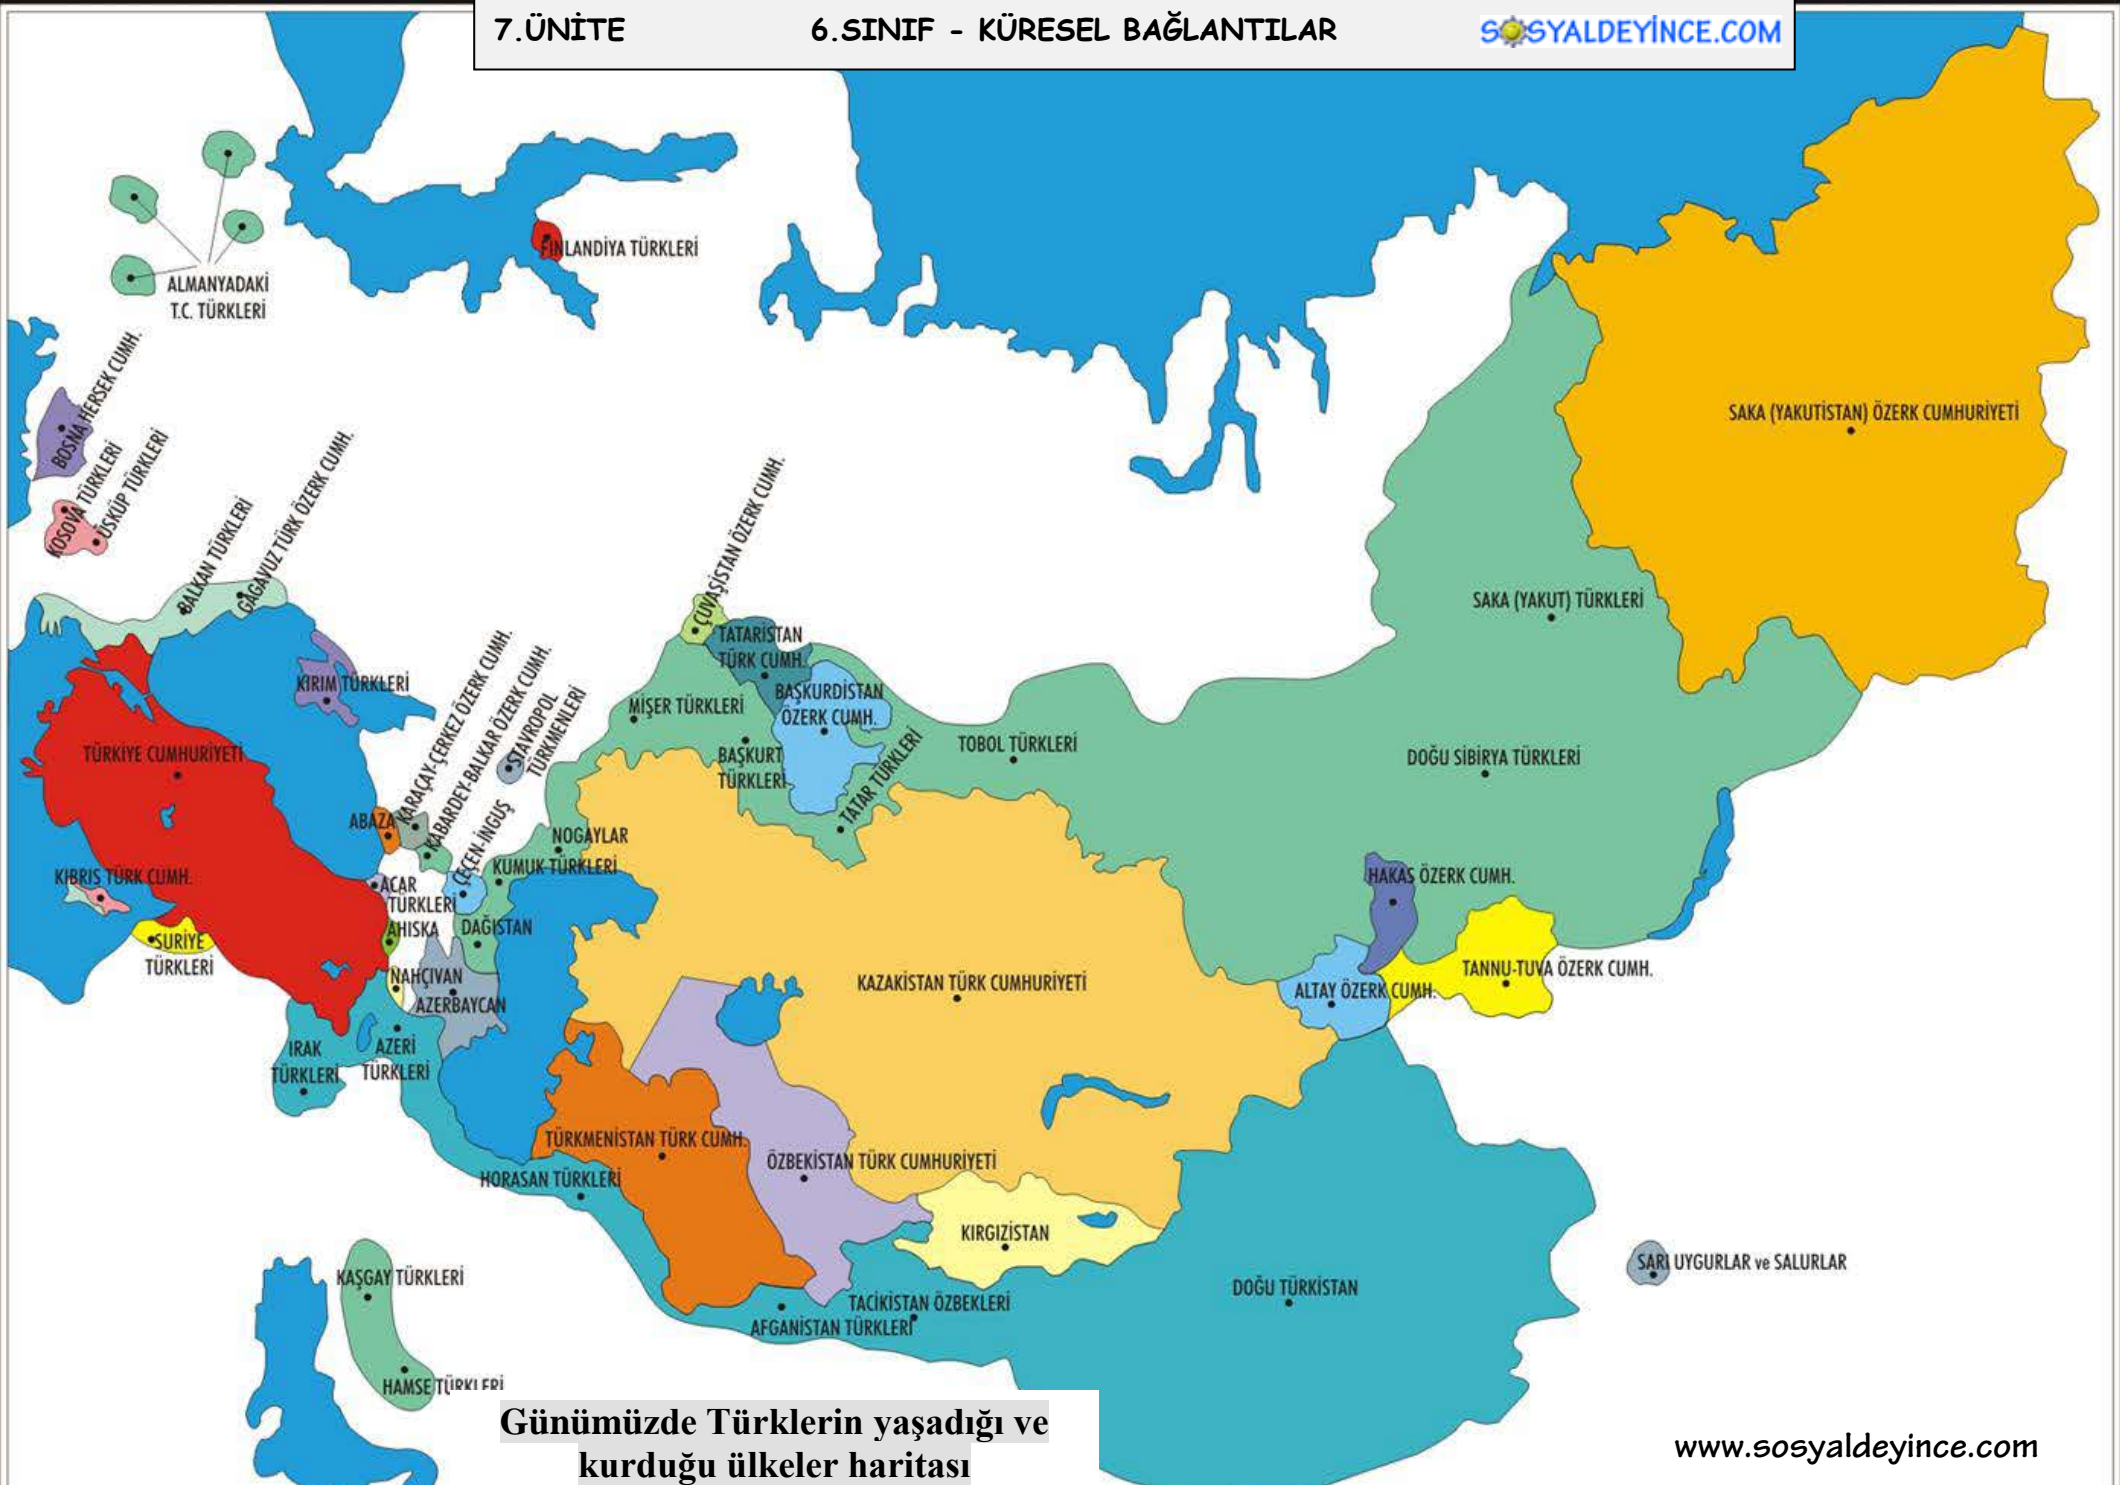 7.ÜNİTE 6.SINIF - KÜRESEL BAĞLANTILAR SOSYALDEYİNCE.COM
FİNLANDİYA TÜRKLERİ
ALMANYADAKİ
T.C. TÜRKLERİ
BOSNA HERSEK CUMH.
KOSOVA TÜRKLERİ
ÜSKÜP TÜRKLERİ
BALKAN TÜRKLERİ
GAGAVUZ TÜRK ÖZERK CUMH.
SAKA (YAKUTİSTAN) ÖZERK CUMHURİYETİ
SAKA (YAKUT) TÜRKLERİ
ÇUVAŞİSTAN ÖZERK CUMH.
TATARİSTAN
TÜRK CUMH.
BAŞKURDİSTAN
ÖZERK CUMH.
MİŞER TÜRKLERİ
BAŞKURT
TÜRKLERİ
TATAR TÜRKLERİ
TOBOL TÜRKLERİ
DOĞU SİBİRYA TÜRKLERİ
KIRIM TÜRKLERİ
TÜRKİYE CUMHURİYETİ
KARAÇAY-ÇERKEZ ÖZERK CUMH.
KABARDEY-BALKAR ÖZERK CUMH.
STAVROPOL
TÜRKMENLERİ
ABAZA
ÇEÇEN-İNGUŞ
NOGAYLAR
KUMUK TÜRKLERİ
KIBRIS TÜRK CUMH.
ACAR
TÜRKLERİ
AHISKA
DAĞISTAN
SURİYE
TÜRKLERİ
NAHÇIVAN
AZERBAYCAN
HAKAS ÖZERK CUMH.
TANNU-TUVA ÖZERK CUMH.
ALTAY ÖZERK CUMH.
KAZAKİSTAN TÜRK CUMHURİYETİ
IRAK
TÜRKLERİ
AZERİ
TÜRKLERİ
TÜRKMENİSTAN TÜRK CUMH.
ÖZBEKİSTAN TÜRK CUMHURİYETİ
HORASAN TÜRKLERİ
KIRGIZİSTAN
KAŞGAY TÜRKLERİ
DOĞU TÜRKİSTAN
SARI UYGURLAR ve SALURLAR
TACİKİSTAN ÖZBEKLERİ
AFGANİSTAN TÜRKLERİ
HAMSE TÜRKLERİ
Günümüzde Türklerin yaşadığı ve
kurduğu ülkeler haritası
www.sosyaldeyince.com